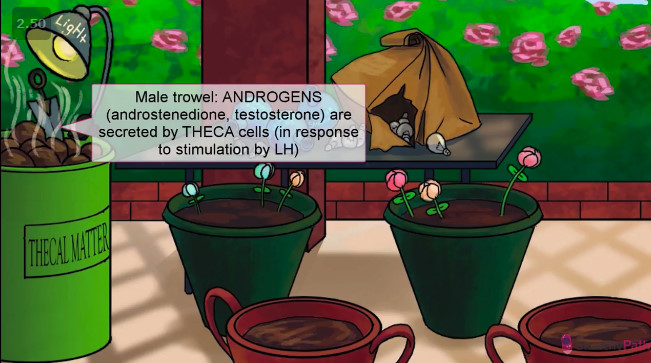 2.50
LigHt
Male trowel: ANDROGENS
(androstenedione, testosterone) are
secreted by THECA cells (in response
to stimulation by LH)
THECAL MATTER